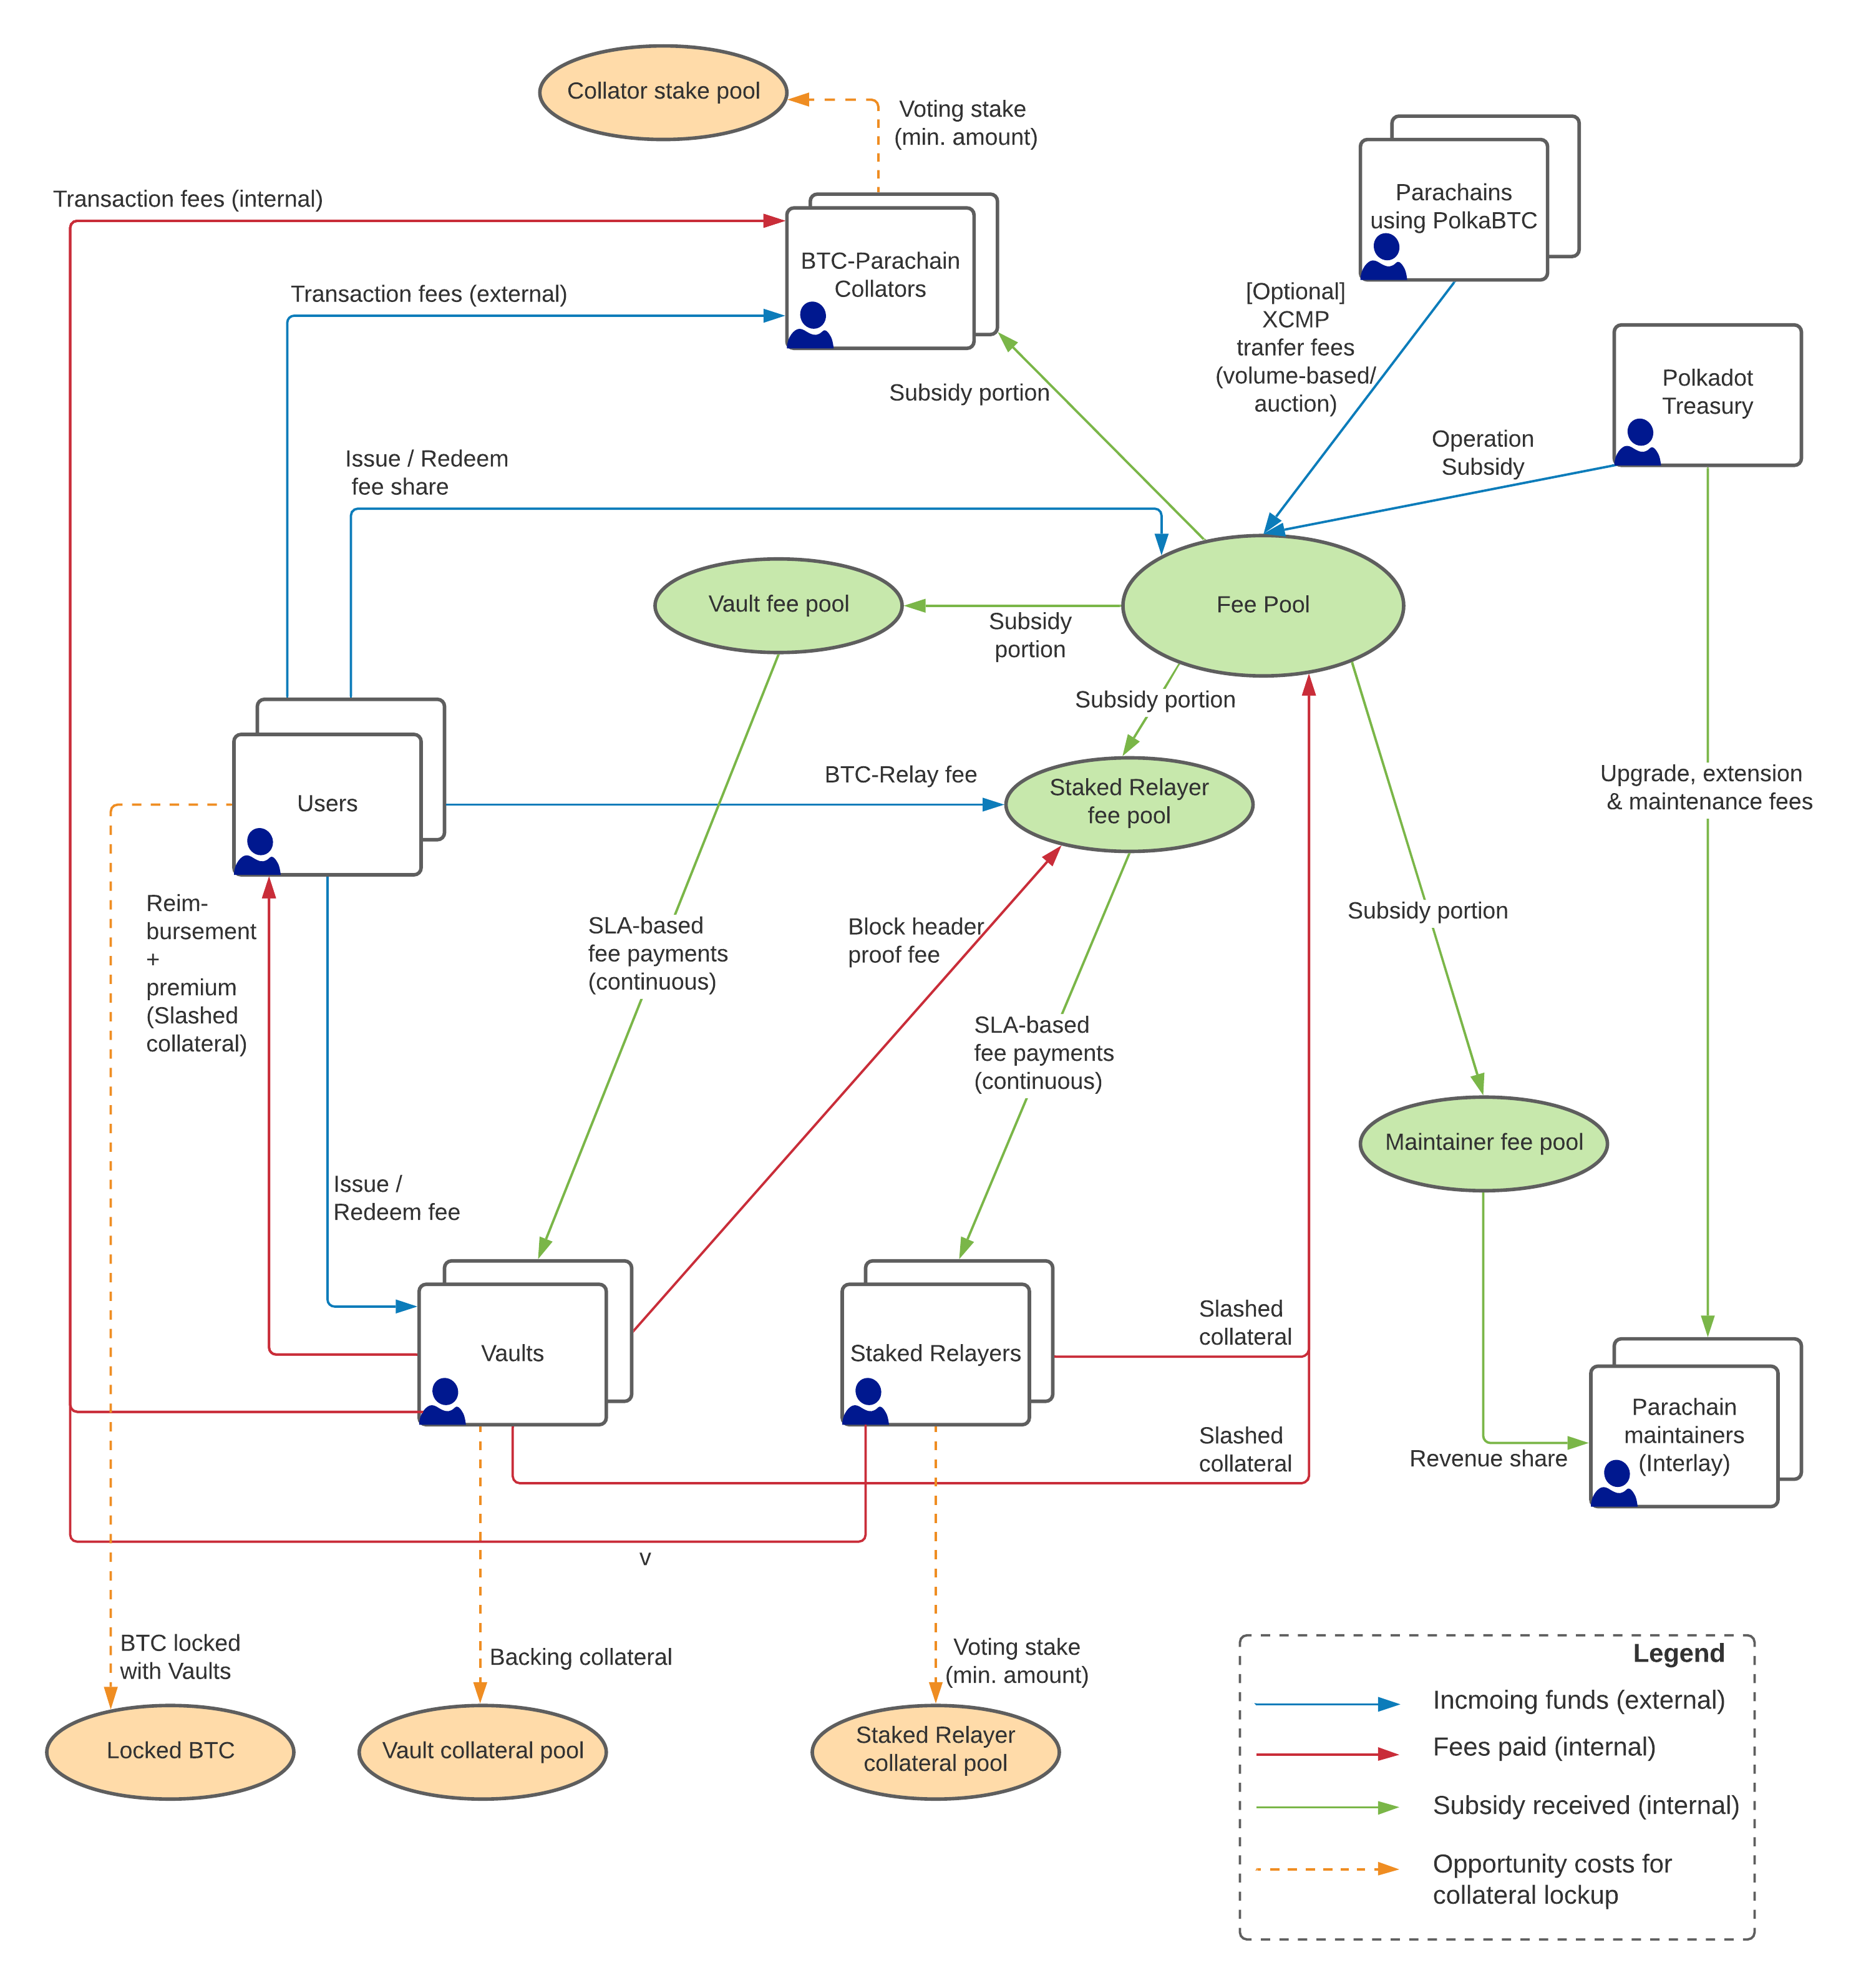 Collator stake pool
Voting stake
(min. amount)
Parachains
using PolkaBTC
Transaction fees (internal)
BTC-Parachain
Collators
Transaction fees (external)
[Optional]
XCMP
tranfer fees
(volume-based/
auction)
Polkadot
Treasury
Subsidy portion
Operation
Subsidy
Issue / Redeem
fee share
Vault fee pool
Fee Pool
Subsidy
portion
Subsidy portion
Users
BTC-Relay fee
Staked Relayer
fee pool
Upgrade, extension
& maintenance fees
Reim-
bursement
+
premium
(Slashed
collateral)
SLA-based
fee payments
(continuous)
Block header
proof fee
Subsidy portion
SLA-based
fee payments
(continuous)
Maintainer fee pool
Issue /
Redeem fee
Vaults
Staked Relayers
Slashed
collateral
Slashed
collateral
Revenue share
Parachain
maintainers
(Interlay)
v
BTC locked
with Vaults
Backing collateral
Voting stake
(min. amount)
Locked BTC
Vault collateral pool
Staked Relayer
collateral pool
Legend
Incmoing funds (external)
Fees paid (internal)
Subsidy received (internal)
Opportunity costs for
collateral lockup